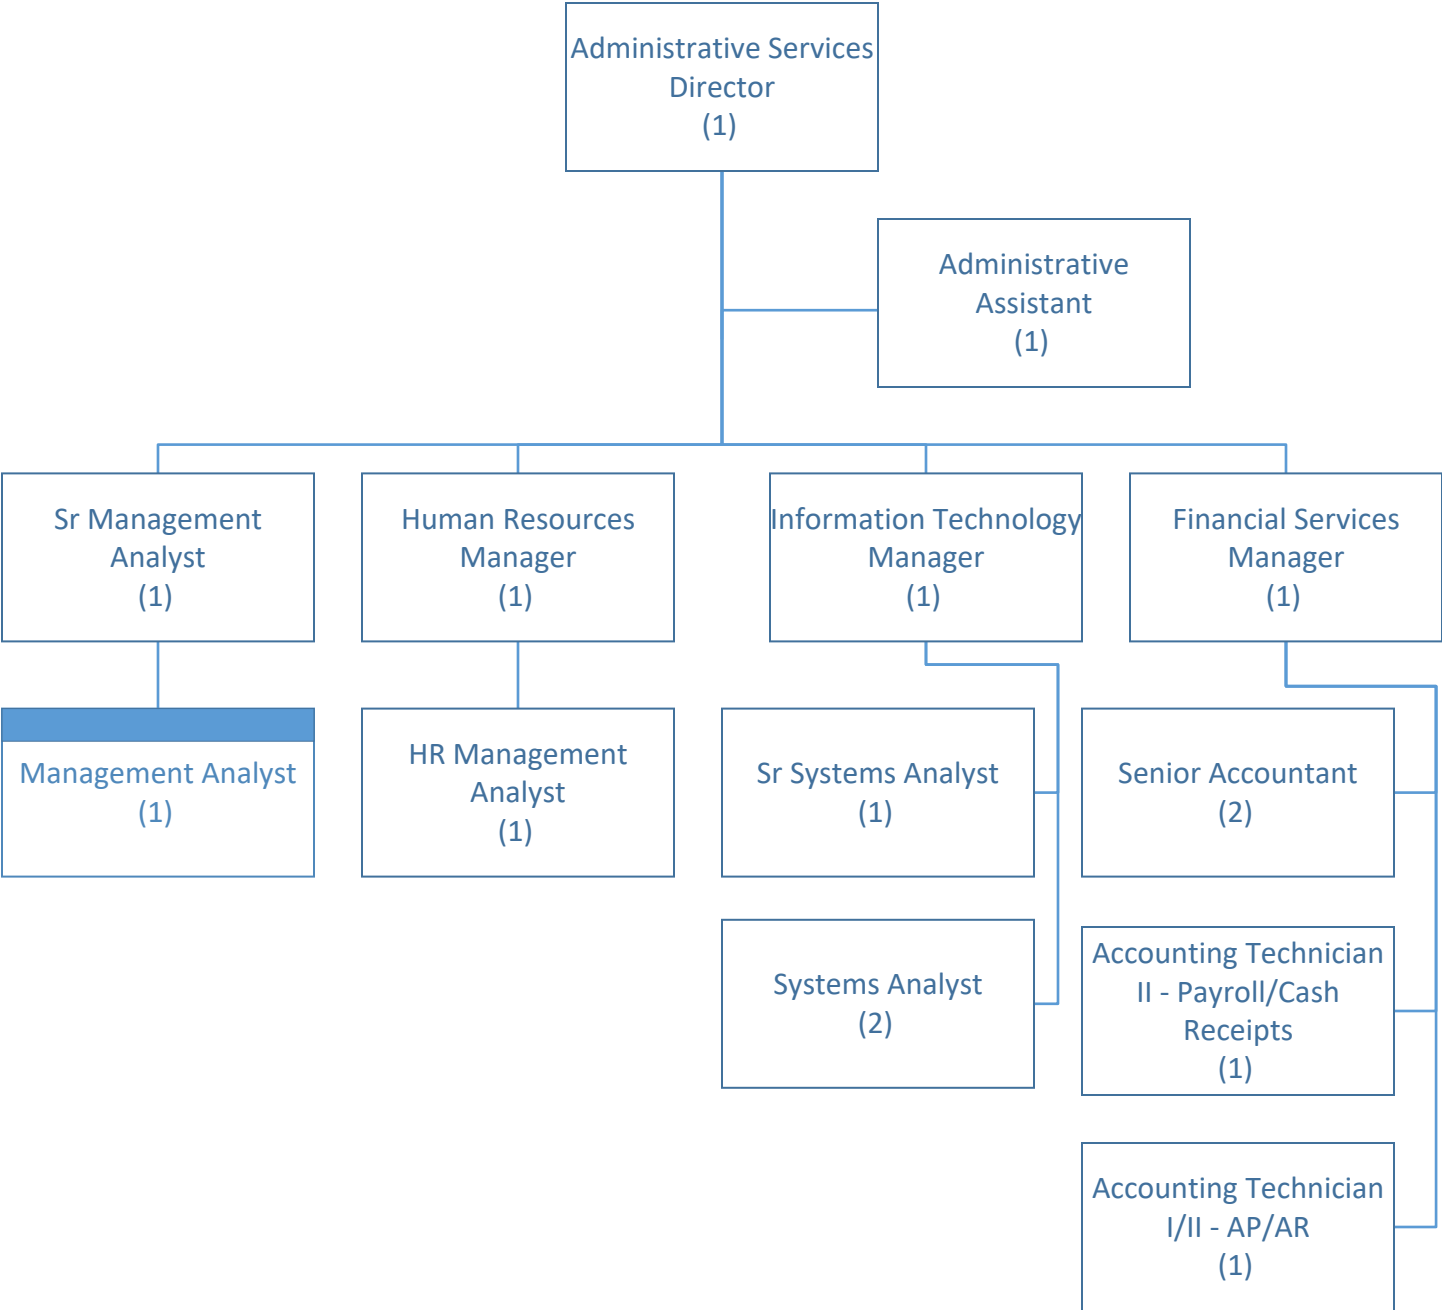 Administrative Services
Director
(1)
Administrative
Assistant
(1)
Sr Management
Analyst
(1)
Human Resources
Manager
(1)
Information Technology
Manager
(1)
Financial Services
Manager
(1)
Management Analyst
(1)
HR Management
Analyst
(1)
Sr Systems Analyst
(1)
Senior Accountant
(2)
Systems Analyst
(2)
Accounting Technician
II - Payroll/Cash
Receipts
(1)
Accounting Technician
I/II - AP/AR
(1)